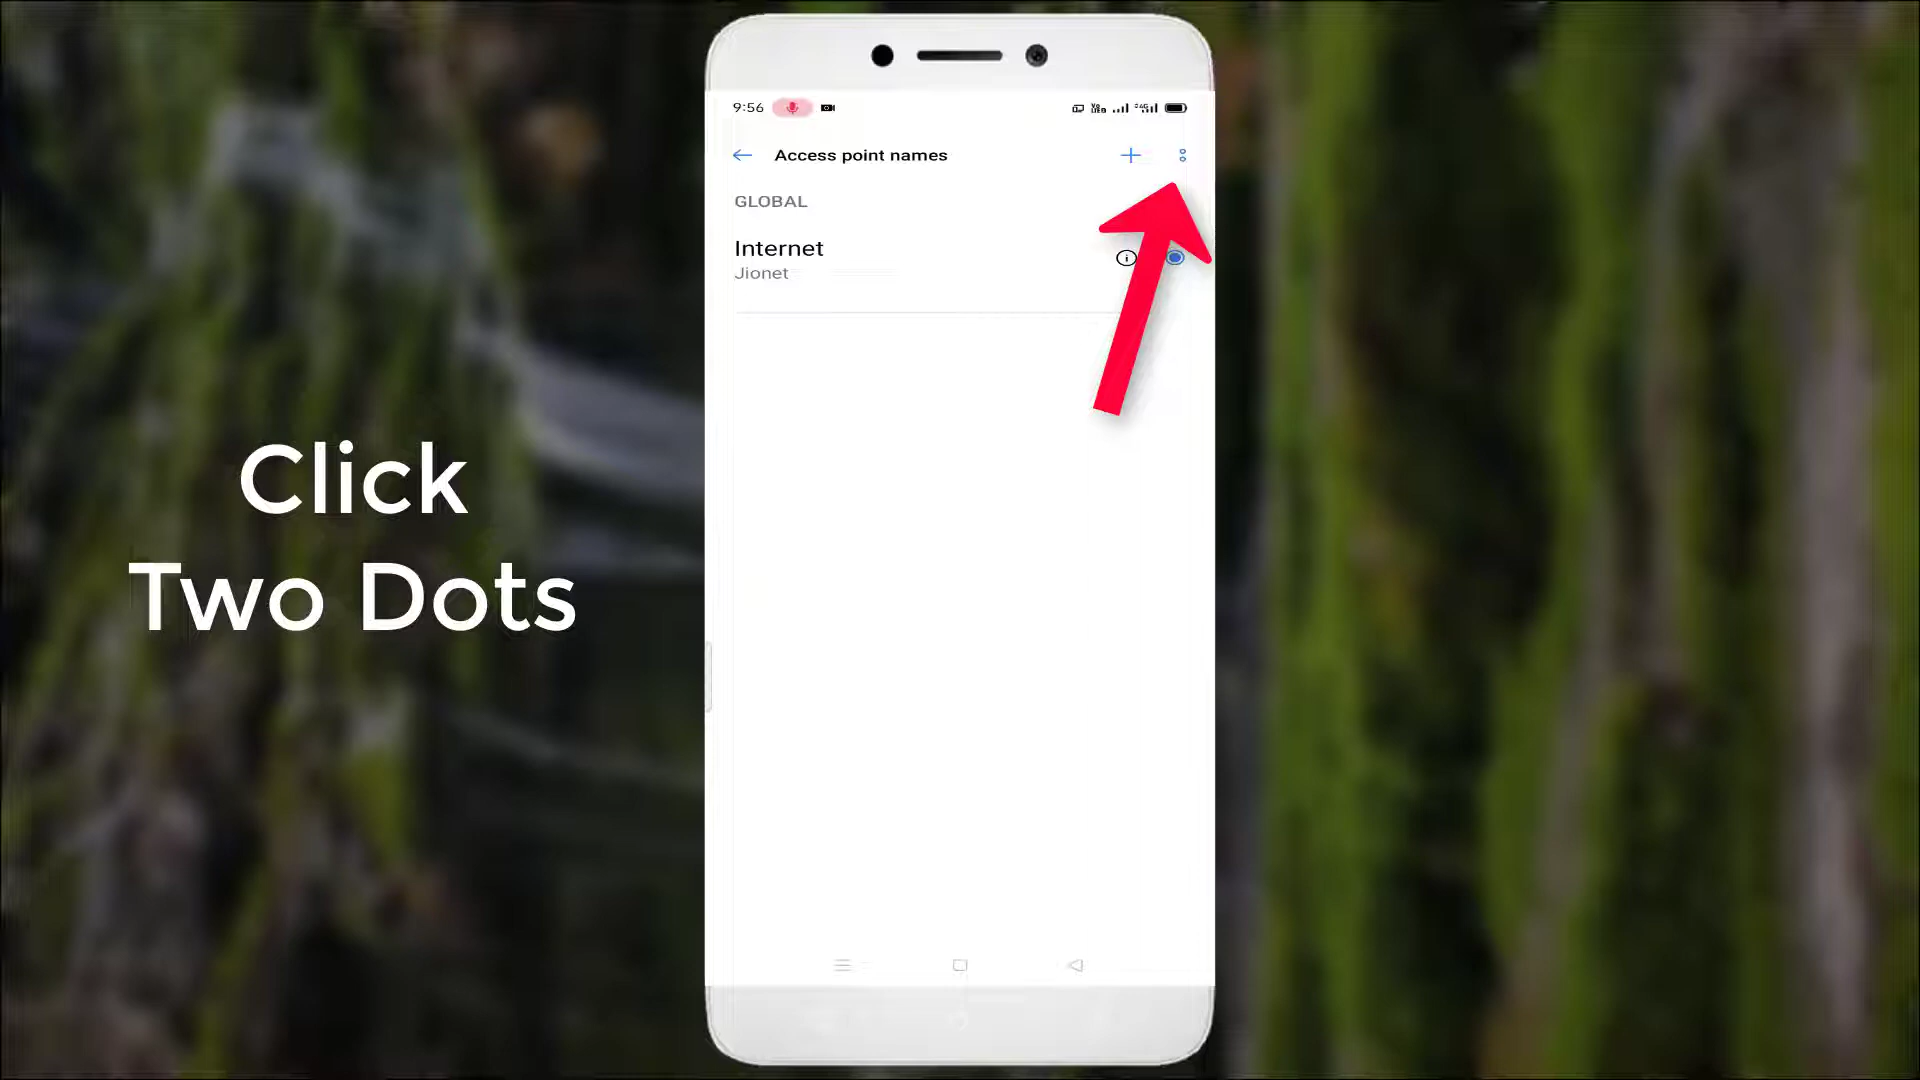 9:56
Access point names
GLOBAL
Internet
Jionet
Click
Two Dots